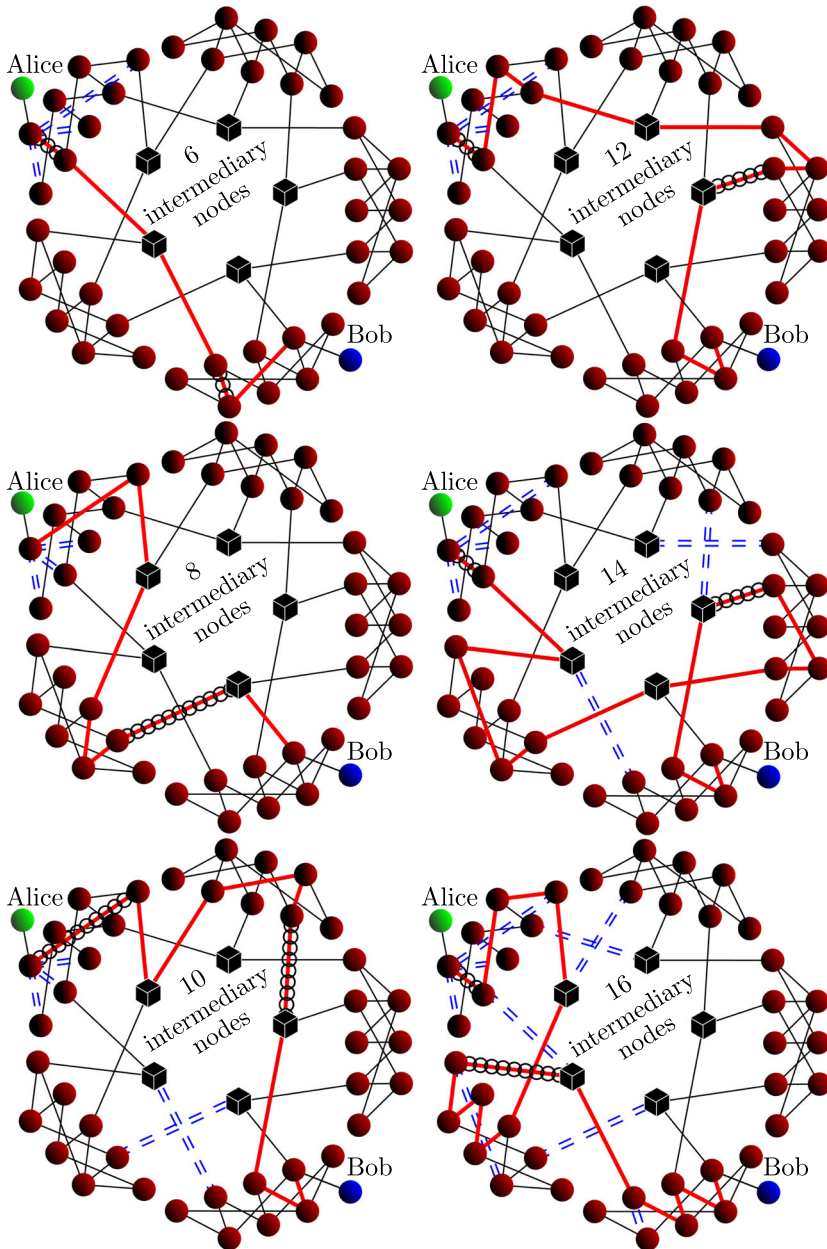 Alice
6
intermediary
nodes
Bob
Alice
12
intermediary
nodes
Bob
Alice
8
intermediary
nodes
Bob
Alice
14
intermediary
nodes
Bob
Alice
10
intermediary
nodes
Bob
Alice
16
intermediary
nodes
Bob